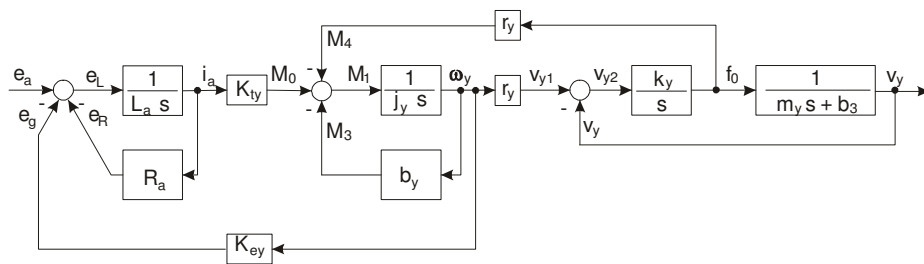 r_y
M_4
e_a
e_L
1
L_a s
i_a
K_ty
M_0
M_1
1
j_y s
ω_y
r_y
v_y1
v_y2
k_y
s
f_0
1
m_y s + b_3
v_y
-
-
-
-
-
e_g
e_R
M_3
v_y
R_a
b_y
K_ey